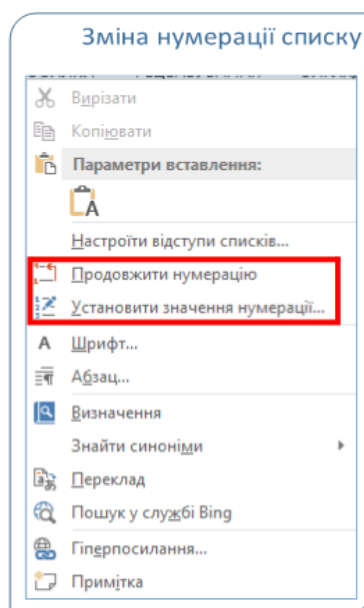 Зміна нумерації списку
Вирізати
Копіювати
Параметри вставлення:
A
Настроїти відступи списків...
Продовжити нумерацію
Установити значення нумерації...
A Шрифт...
Абзац...
Визначення
Знайти синоніми
Переклад
Пошук у службі Bing
Гіперпосилання...
Примітка